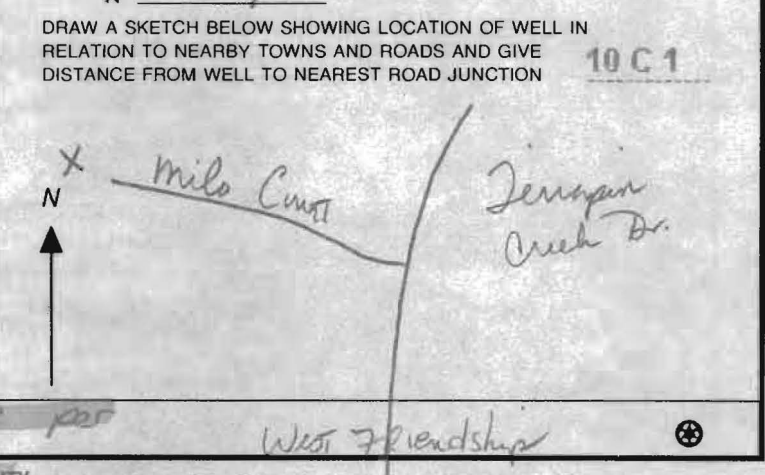 DRAW A SKETCH BELOW SHOWING LOCATION OF WELL IN
RELATION TO NEARBY TOWNS AND ROADS AND GIVE
DISTANCE FROM WELL TO NEAREST ROAD JUNCTION
10 C 1
X
Milo Court
N
Terrapin
Creek Dr.
West Friendship